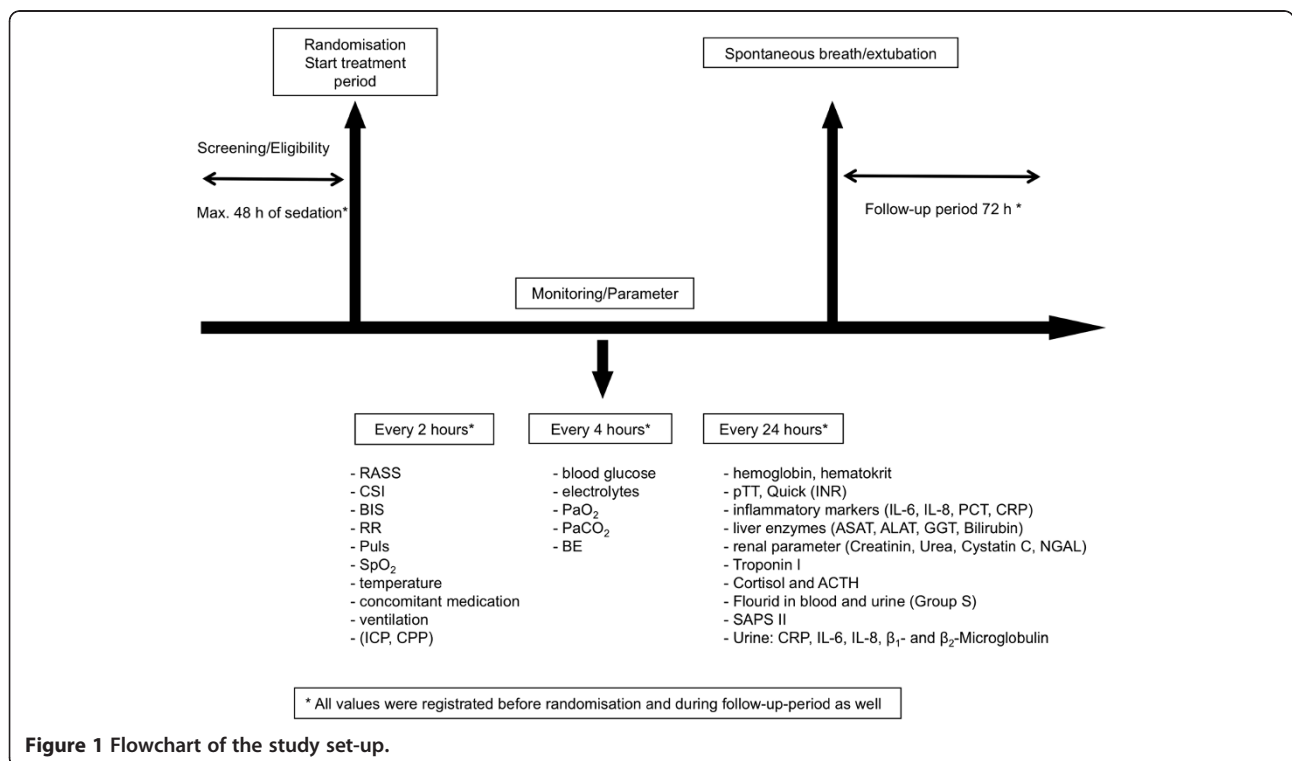 Randomisation
Start treatment
period
Spontaneous breath/extubation
Screening/Eligibility
Max. 48 h of sedation*
Follow-up period 72 h *
Monitoring/Parameter
Every 2 hours*
- RASS
- CSI
- BIS
- RR
- Puls
- SpO₂
- temperature
- concomitant medication
- ventilation
- (ICP, CPP)
Every 4 hours*
- blood glucose
- electrolytes
- PaO₂
- PaCO₂
- BE
Every 24 hours*
- hemoglobin, hematokrit
- pTT, Quick (INR)
- inflammatory markers (IL-6, IL-8, PCT, CRP)
- liver enzymes (ASAT, ALAT, GGT, Bilirubin)
- renal parameter (Creatinin, Urea, Cystatin C, NGAL)
- Troponin I
- Cortisol and ACTH
- Flourid in blood and urine (Group S)
- SAPS II
- Urine: CRP, IL-6, IL-8, β₁- and β₂-Microglobulin
* All values were registrated before randomisation and during follow-up-period as well
Figure 1 Flowchart of the study set-up.